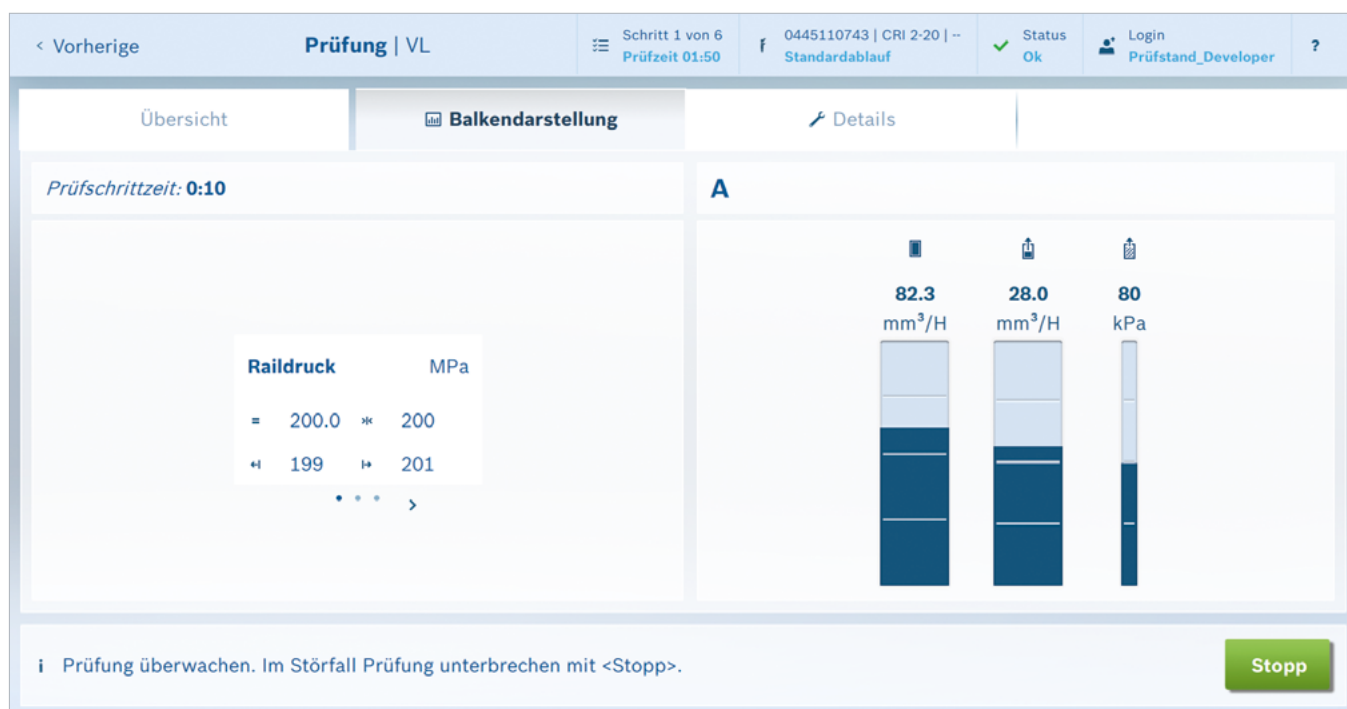 < Vorherige
Prüfung | VL
Schritt 1 von 6
Prüfzeit 01:50
0445110743 | CRI 2-20 | --
Standardablauf
Status
Ok
Login
Prüfstand_Developer
?
Übersicht
Balkendarstellung
Details
Prüfschrittzeit: 0:10
A
Raildruck MPa
= 200.0 200
199 201
82.3 28.0 80
mm³/H mm³/H kPa
i Prüfung überwachen. Im Störfall Prüfung unterbrechen mit <Stopp>.
Stopp